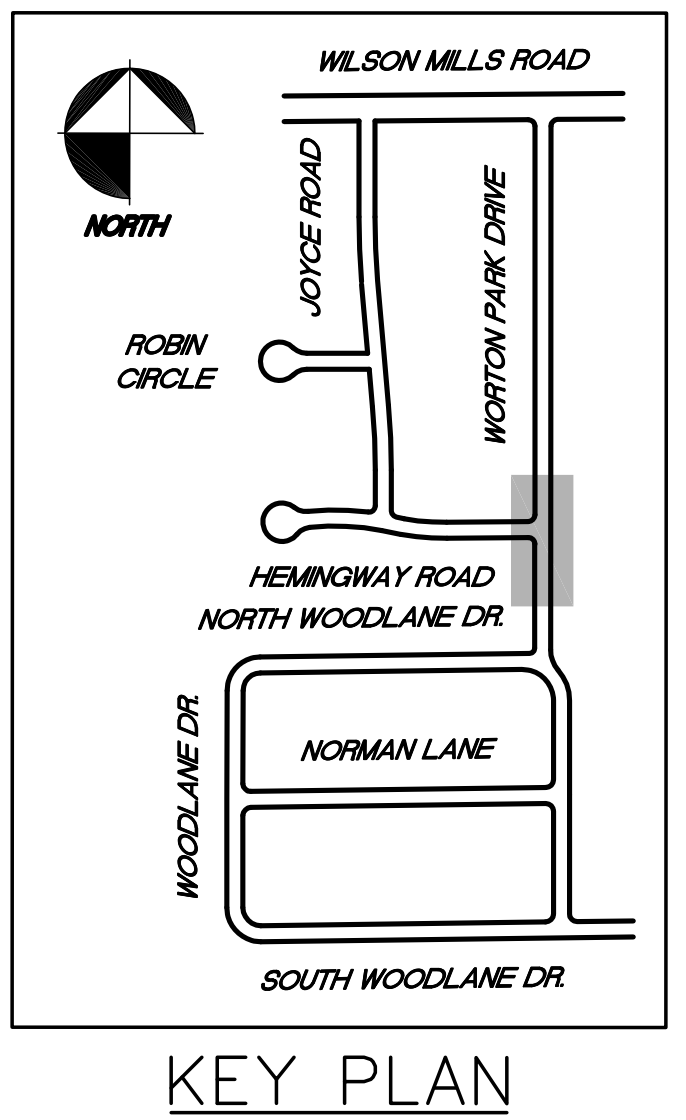 WILSON MILLS ROAD
JOYCE ROAD
WORTON PARK DRIVE
NORTH
ROBIN
CIRCLE
HEMINGWAY ROAD
NORTH WOODLANE DR.
WOODLANE DR.
NORMAN LANE
SOUTH WOODLANE DR.
KEY PLAN